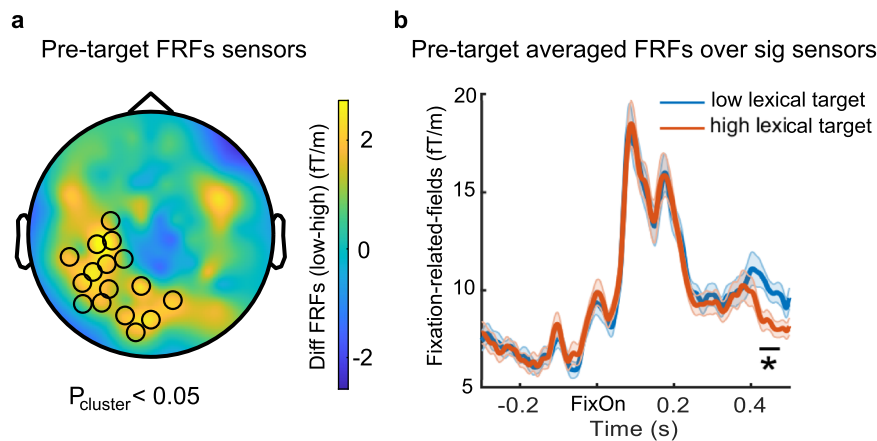 a
Pre-target FRFs sensors
Diff FRFs (low-high) (fT/m)
2
0
-2
Pcluster < 0.05
b
Pre-target averaged FRFs over sig sensors
Fixation-related-fields (fT/m)
20
15
10
5
low lexical target
high lexical target
*
-0.2
FixOn
0.2
0.4
Time (s)